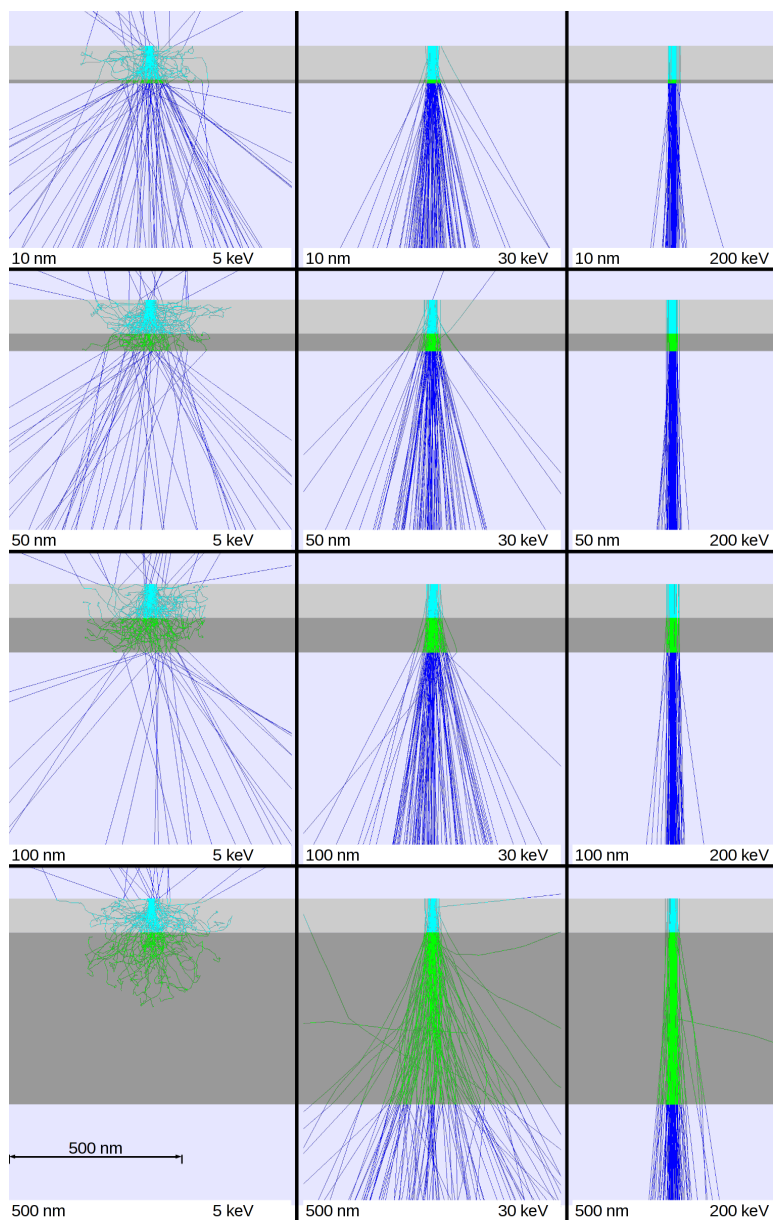 10 nm 5 keV
10 nm 30 keV
10 nm 200 keV
50 nm 5 keV
50 nm 30 keV
50 nm 200 keV
100 nm 5 keV
100 nm 30 keV
100 nm 200 keV
500 nm
500 nm 5 keV
500 nm 30 keV
500 nm 200 keV